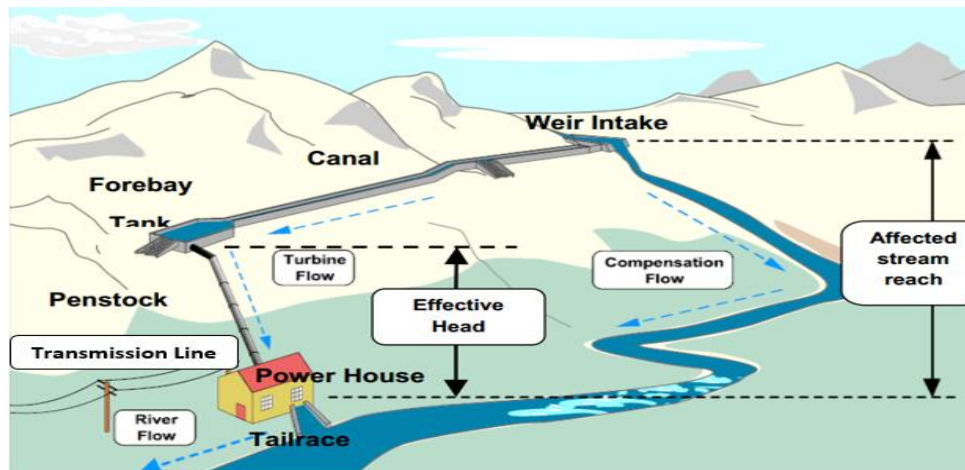 Weir Intake
Canal
Forebay
Tank
Turbine
Flow
Compensation
Flow
Affected
stream
reach
Penstock
Effective
Head
Transmission Line
Power House
River
Flow
Tailrace